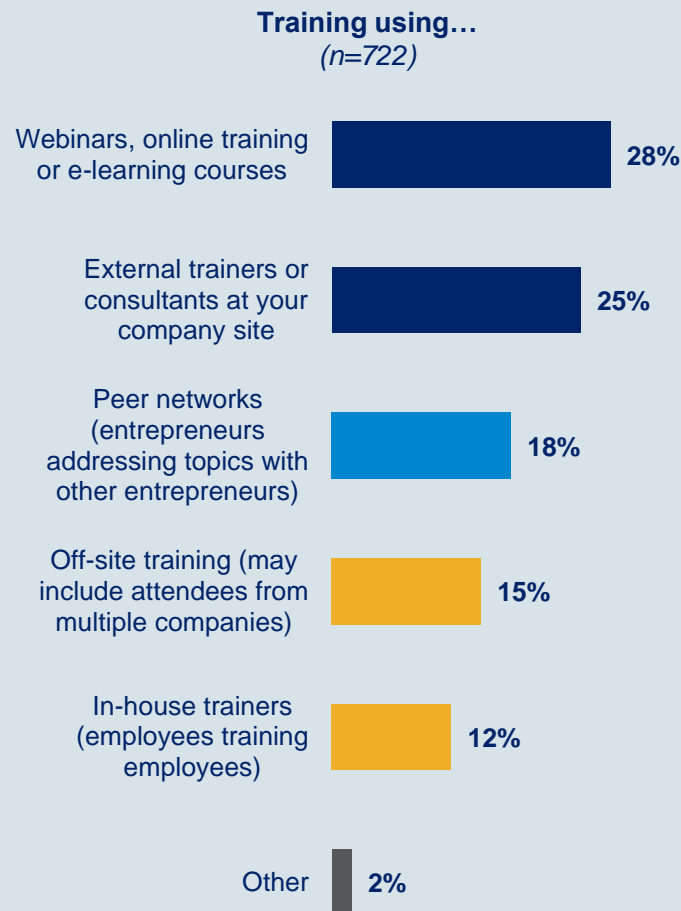 Training using…
(n=722)
Webinars, online training
or e-learning courses
28%
External trainers or
consultants at your
company site
25%
Peer networks
(entrepreneurs
addressing topics with
other entrepreneurs)
18%
Off-site training (may
include attendees from
multiple companies)
15%
In-house trainers
(employees training
employees)
12%
Other
2%